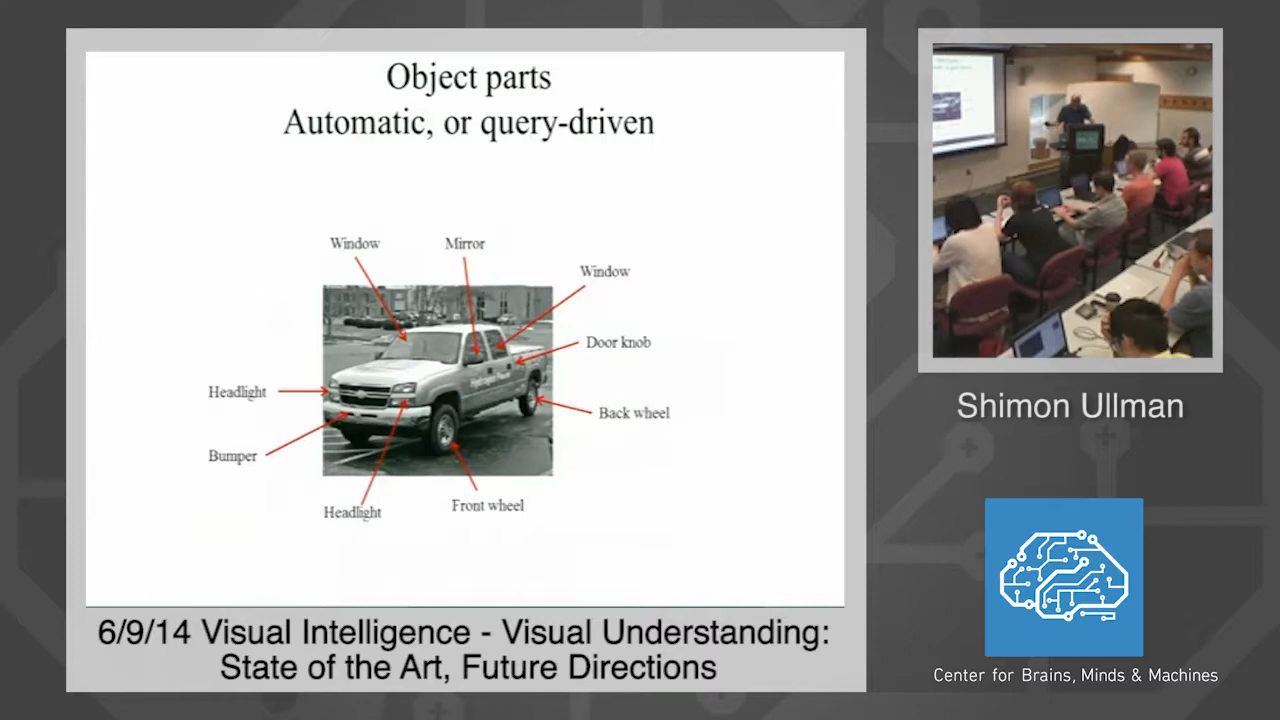 Object parts
Automatic, or query-driven
Window
Mirror
Window
Door knob
Headlight
Back wheel
Bumper
Headlight
Front wheel
6/9/14 Visual Intelligence - Visual Understanding:
State of the Art, Future Directions
Shimon Ullman
Center for Brains, Minds & Machines